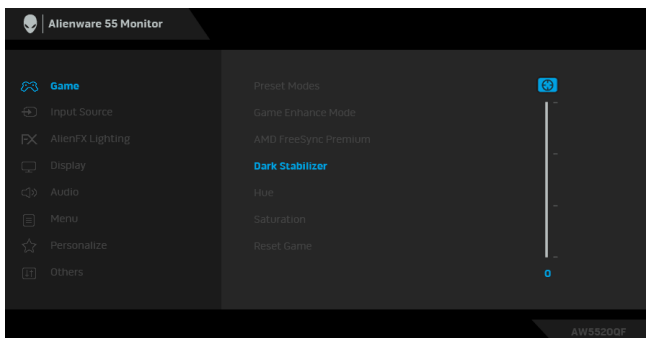 Alienware 55 Monitor
Game
Input Source
FX AlienFX Lighting
Display
Audio
Menu
Personalize
Others
Preset Modes
Game Enhance Mode
AMD FreeSync Premium
Dark Stabilizer
Hue
Saturation
Reset Game
0
AW5520QF